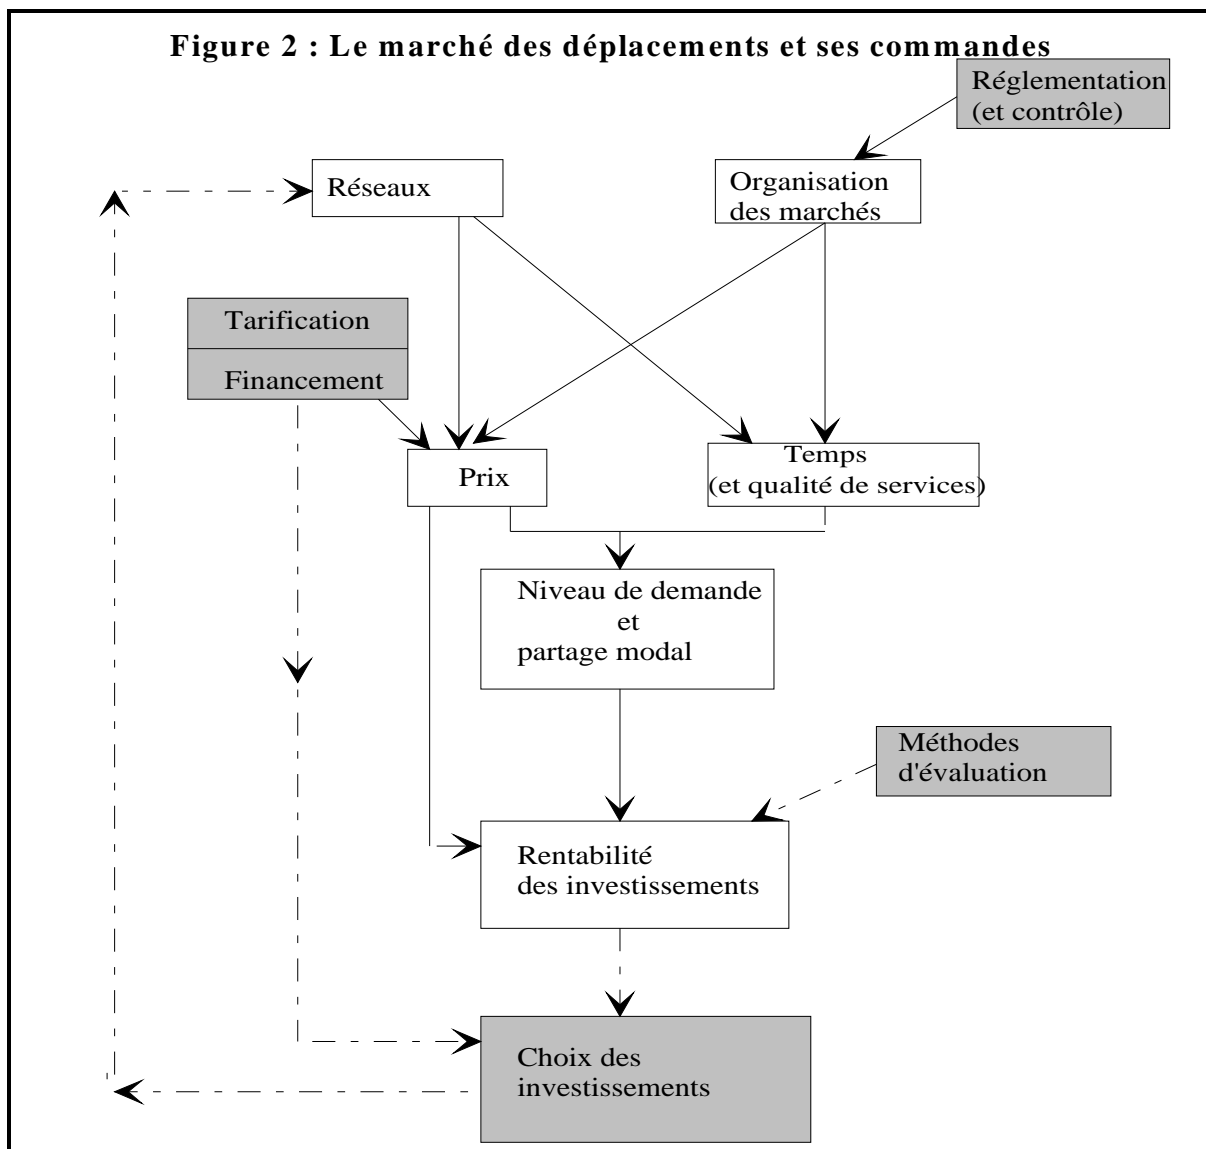 Figure 2 : Le marché des déplacements et ses commandes
Réglementation
(et contrôle)
Réseaux
Organisation
des marchés
Tarification
Financement
Prix
Temps
(et qualité de services)
Niveau de demande
et
partage modal
Méthodes
d'évaluation
Rentabilité
des investissements
Choix des
investissements